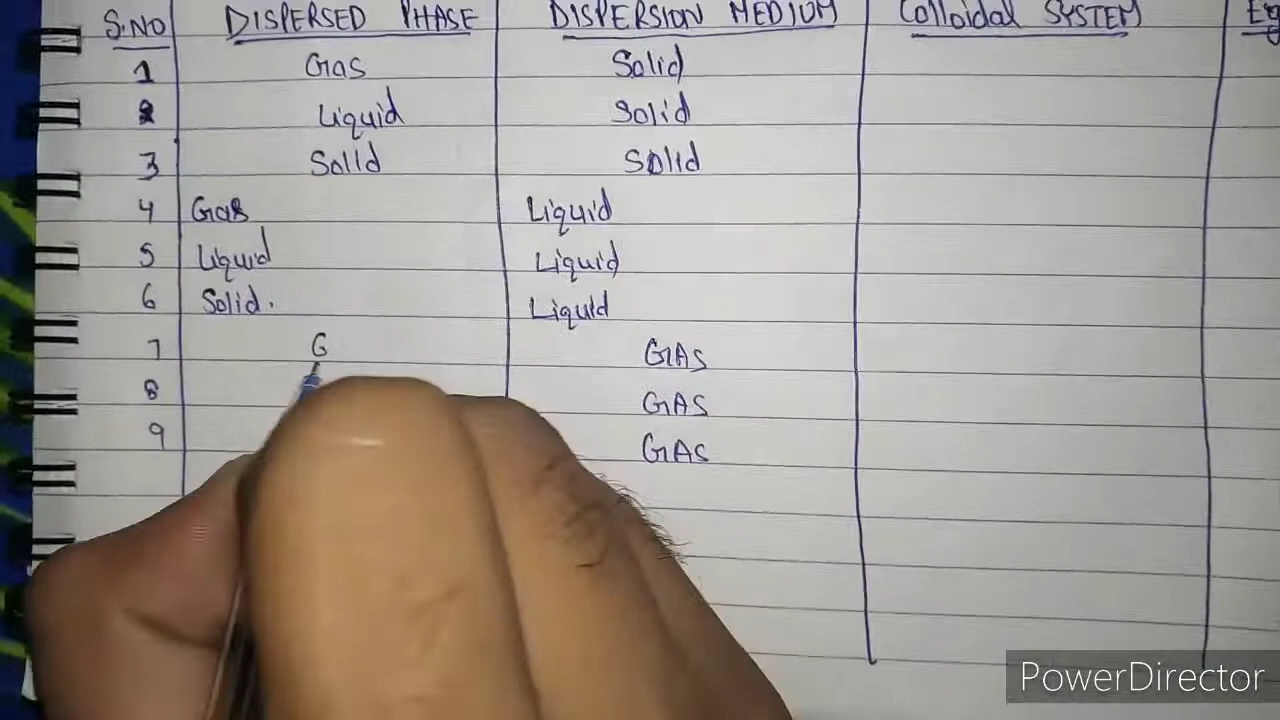 S.NO DISPERSED PHASE DISPERSION MEDIUM Colloidal SYSTEM Eg
1 Gas Solid
2 Liquid Solid
3 Solid Solid
4 Gas Liquid
5 Liquid Liquid
6 Solid. Liquid
7 G GAS
8 GAS
9 GAS
PowerDirector